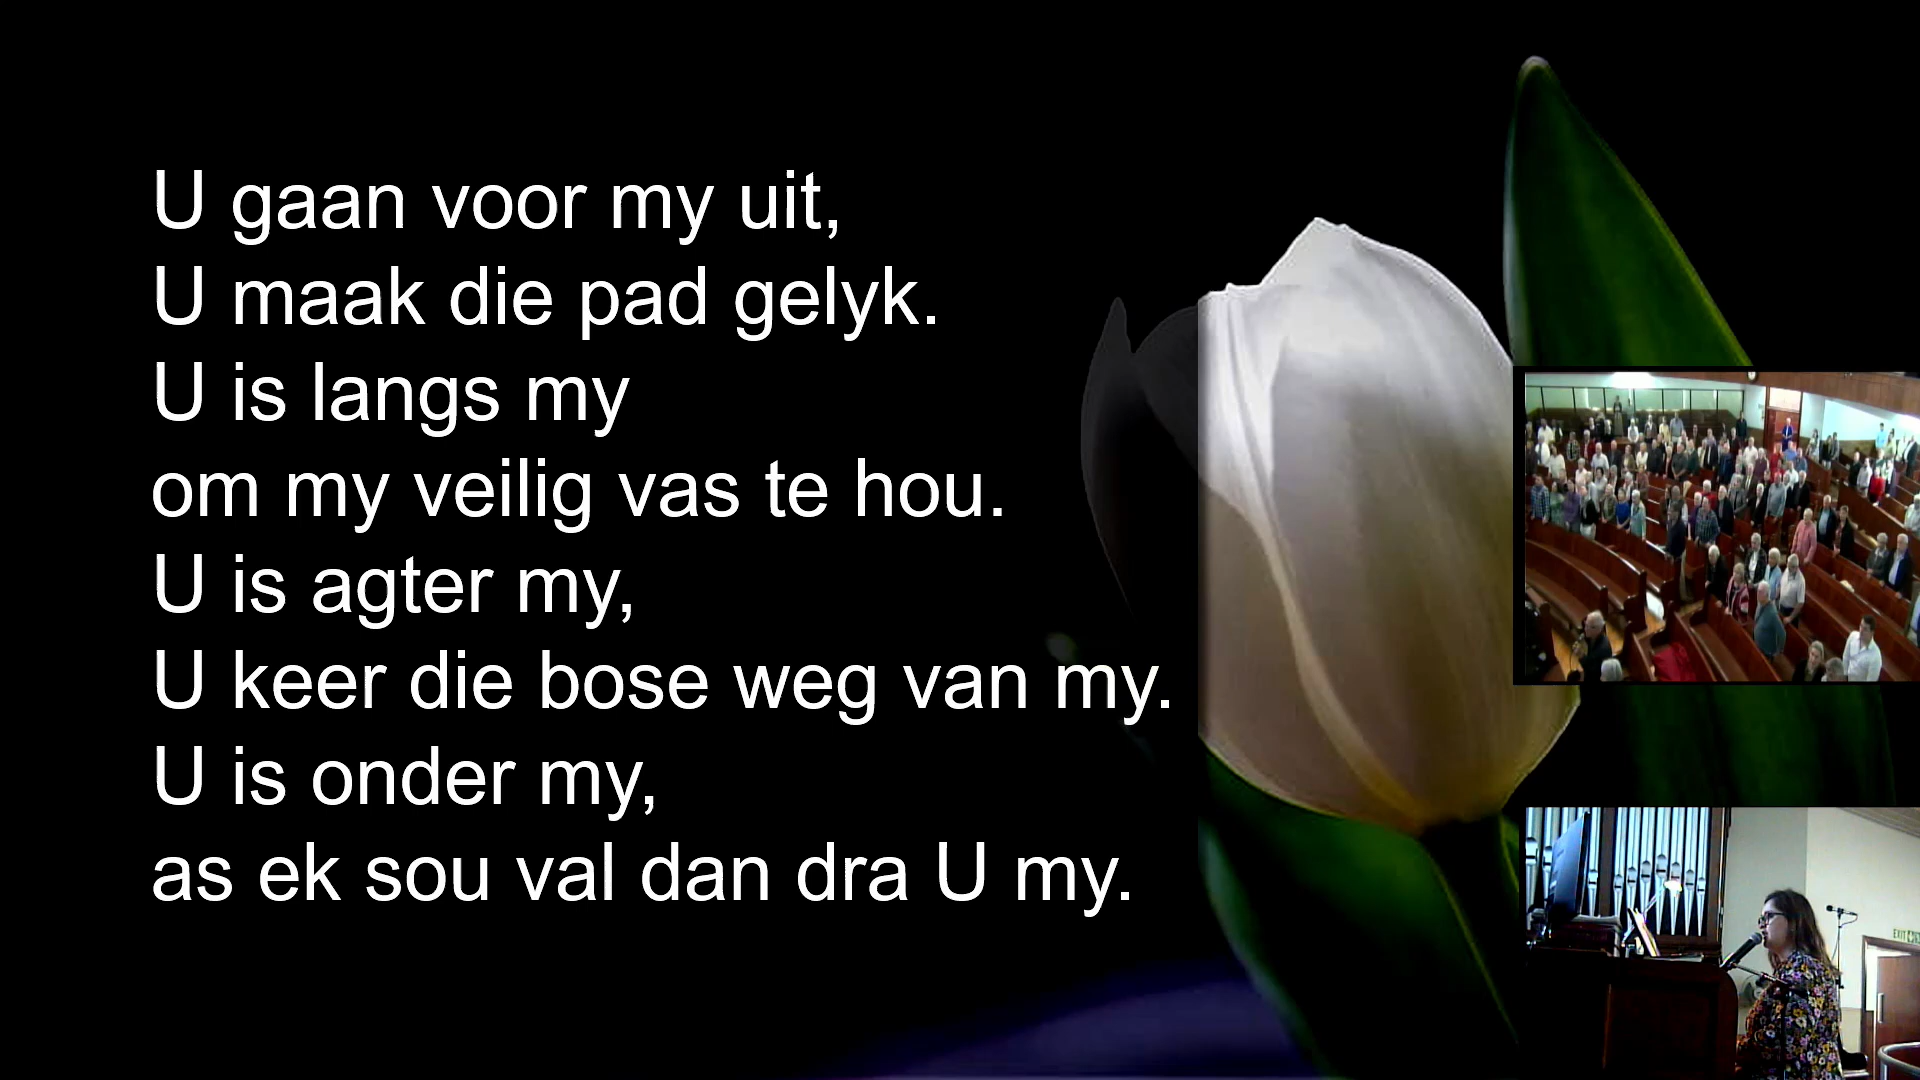 U gaan voor my uit,
U maak die pad gelyk.
U is langs my
om my veilig vas te hou.
U is agter my,
U keer die bose weg van my.
U is onder my,
as ek sou val dan dra U my.
EXIT